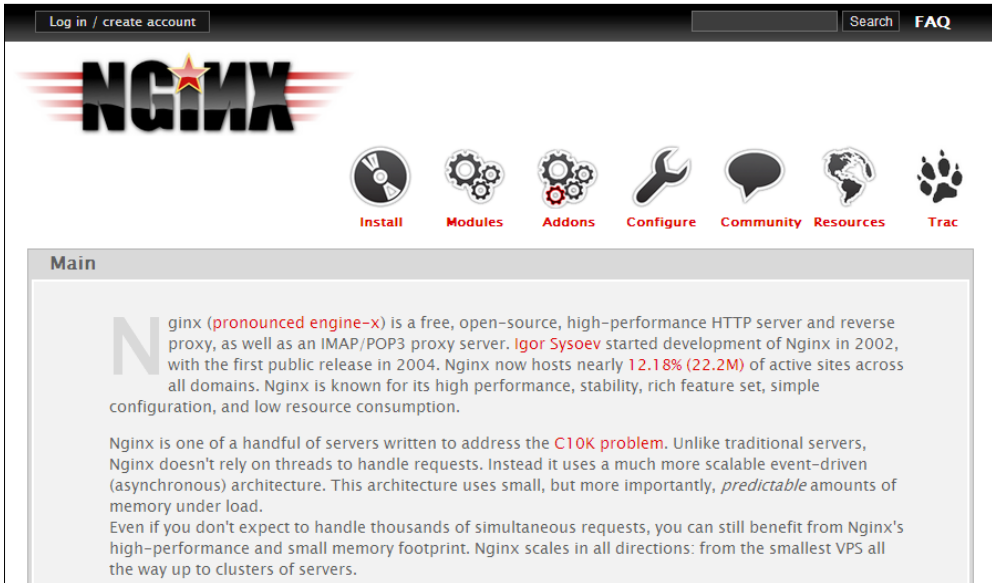 Log in / create account
Search FAQ
NGiNX
Install Modules Addons Configure Community Resources Trac
Main
Nginx (pronounced engine-x) is a free, open-source, high-performance HTTP server and reverse
proxy, as well as an IMAP/POP3 proxy server. Igor Sysoev started development of Nginx in 2002,
with the first public release in 2004. Nginx now hosts nearly 12.18% (22.2M) of active sites across
all domains. Nginx is known for its high performance, stability, rich feature set, simple
configuration, and low resource consumption.
Nginx is one of a handful of servers written to address the C10K problem. Unlike traditional servers,
Nginx doesn't rely on threads to handle requests. Instead it uses a much more scalable event-driven
(asynchronous) architecture. This architecture uses small, but more importantly, predictable amounts of
memory under load.
Even if you don't expect to handle thousands of simultaneous requests, you can still benefit from Nginx's
high-performance and small memory footprint. Nginx scales in all directions: from the smallest VPS all
the way up to clusters of servers.